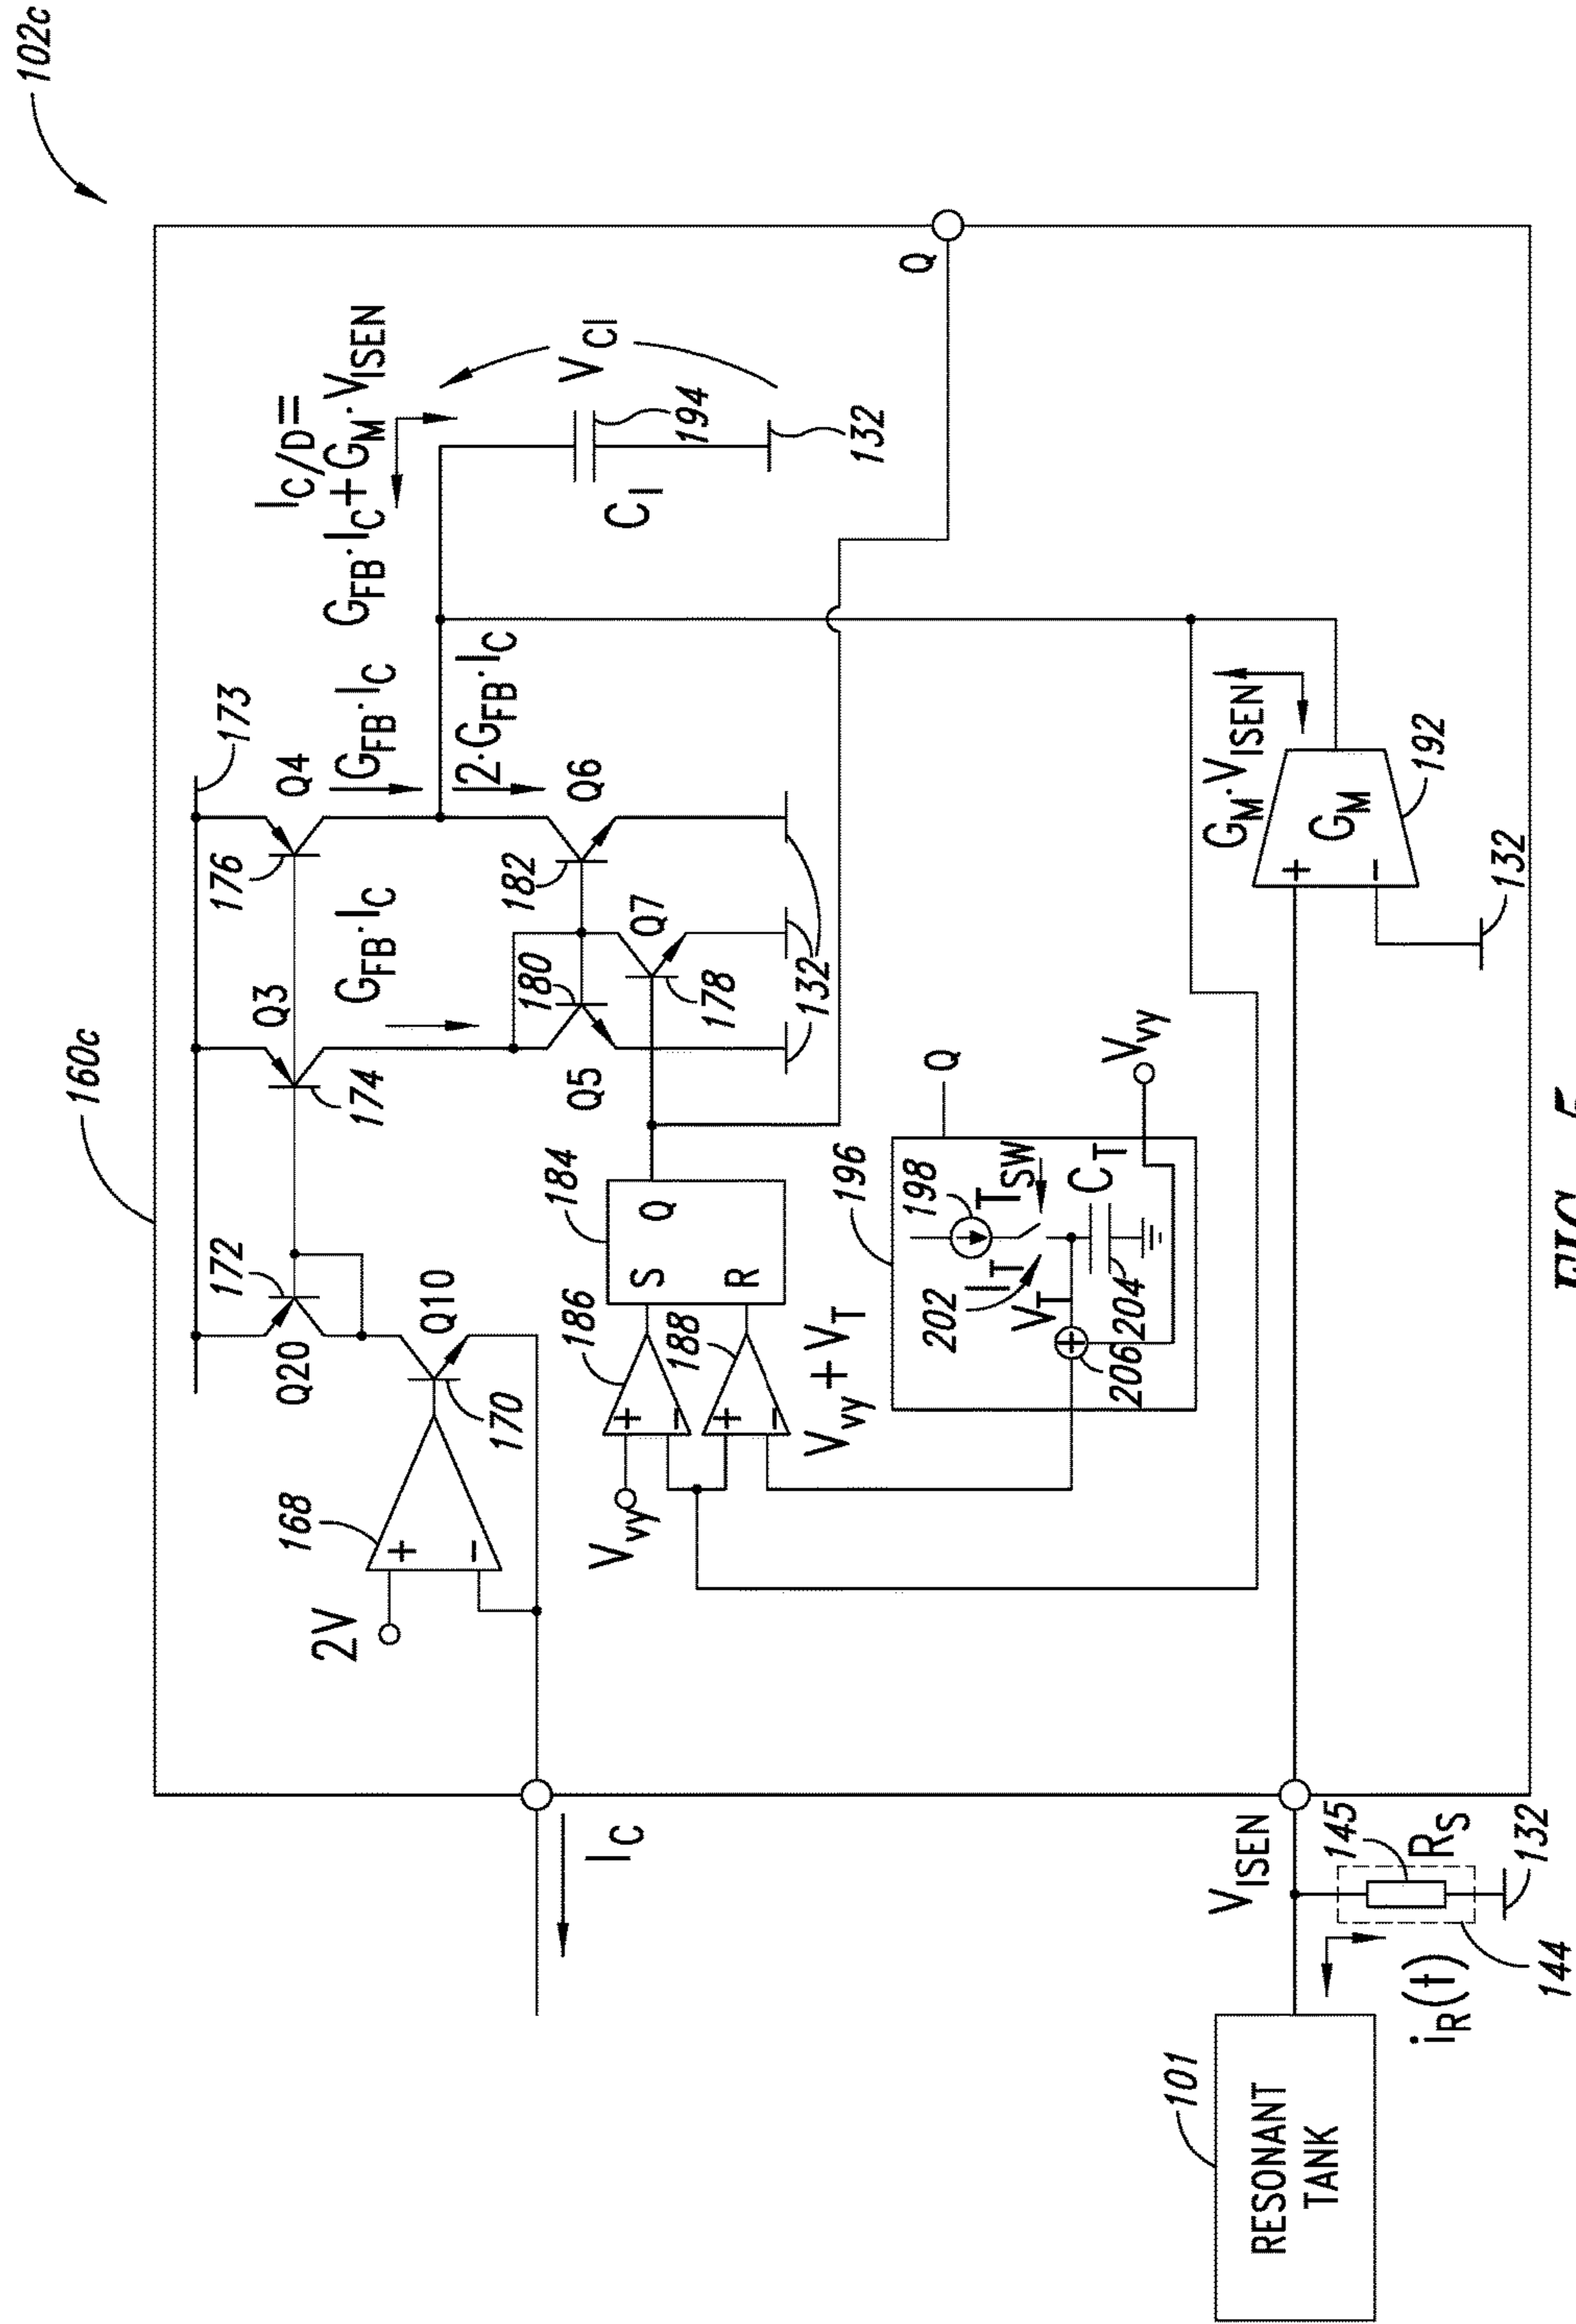 102c
160c
173
172
Q20
174
Q3
176
Q4
G_FB·I_C
G_FB·I_C
2·G_FB·I_C
I_C/D=
G_FB·I_C+G_M·V_ISEN
V_CI
C_I
194
132
2V
168
Q10
170
Q5
180
182
Q6
Q7
178
132
V_vy
186
188
184
S
Q
R
V_vy + V_T
Q
196
198
T_SW
I_T
202
V_T
C_T
204
206
V_vy
Q
I_C
V_ISEN
G_M·V_ISEN
G_M
192
132
RESONANT
TANK
101
i_R(t)
145
R_S
144
132
+
−
+
−
+
−
+
−
+